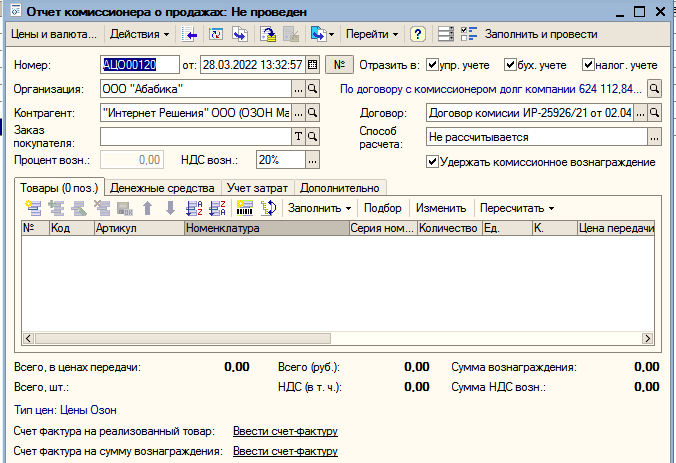 Отчет комиссионера о продажах: Не проведен
Цены и валюта... Действия Перейти Заполнить и провести
Номер: АЦО00120 от: 28.03.2022 13:32:57 № Отразить в: упр. учете бух. учете налог. учете
Организация: ООО "Абабика" ... По договору с комиссионером долг компании 624 112,84...
Контрагент: "Интернет Решения" ООО (ОЗОН Ма ... Договор: Договор комисии ИР-25926/21 от 02.04 ...
Заказ
покупателя: T Способ
расчета: Не рассчитывается ...
Процент возн.: 0,00 НДС возн.: 20% ... Удержать комиссионное вознаграждение
Товары (0 поз.) Денежные средства Учет затрат Дополнительно
Заполнить Подбор Изменить Пересчитать
№ Код Артикул Номенклатура Серия ном... Количество Ед. К. Цена передачи
Всего, в ценах передачи: 0,00 Всего (руб.): 0,00 Сумма вознаграждения: 0,00
Всего, шт.: НДС (в т. ч.): 0,00 Сумма НДС возн.: 0,00
Тип цен: Цены Озон
Счет фактура на реализованный товар: Ввести счет-фактуру
Счет фактура на сумму вознаграждения: Ввести счет-фактуру